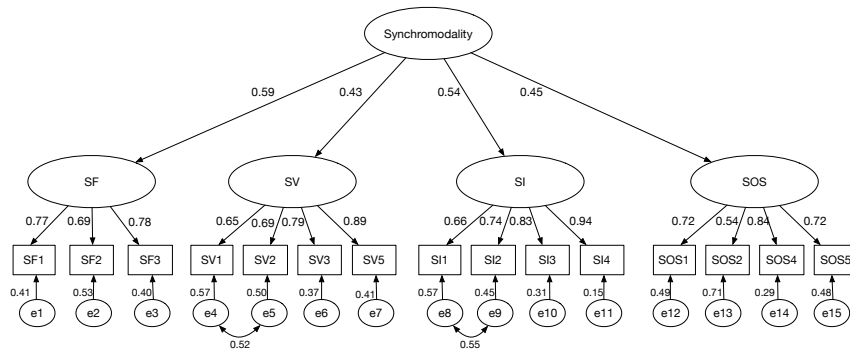 Synchromodality
0.59 0.43 0.54 0.45
SF SV SI SOS
0.77 0.69 0.78 0.65 0.69 0.79 0.89 0.66 0.74 0.83 0.94 0.72 0.54 0.84 0.72
SF1 SF2 SF3 SV1 SV2 SV3 SV5 SI1 SI2 SI3 SI4 SOS1 SOS2 SOS4 SOS5
0.41 0.53 0.40 0.57 0.50 0.37 0.41 0.57 0.45 0.31 0.15 0.49 0.71 0.29 0.48
e1 e2 e3 e4 e5 e6 e7 e8 e9 e10 e11 e12 e13 e14 e15
0.52 0.55